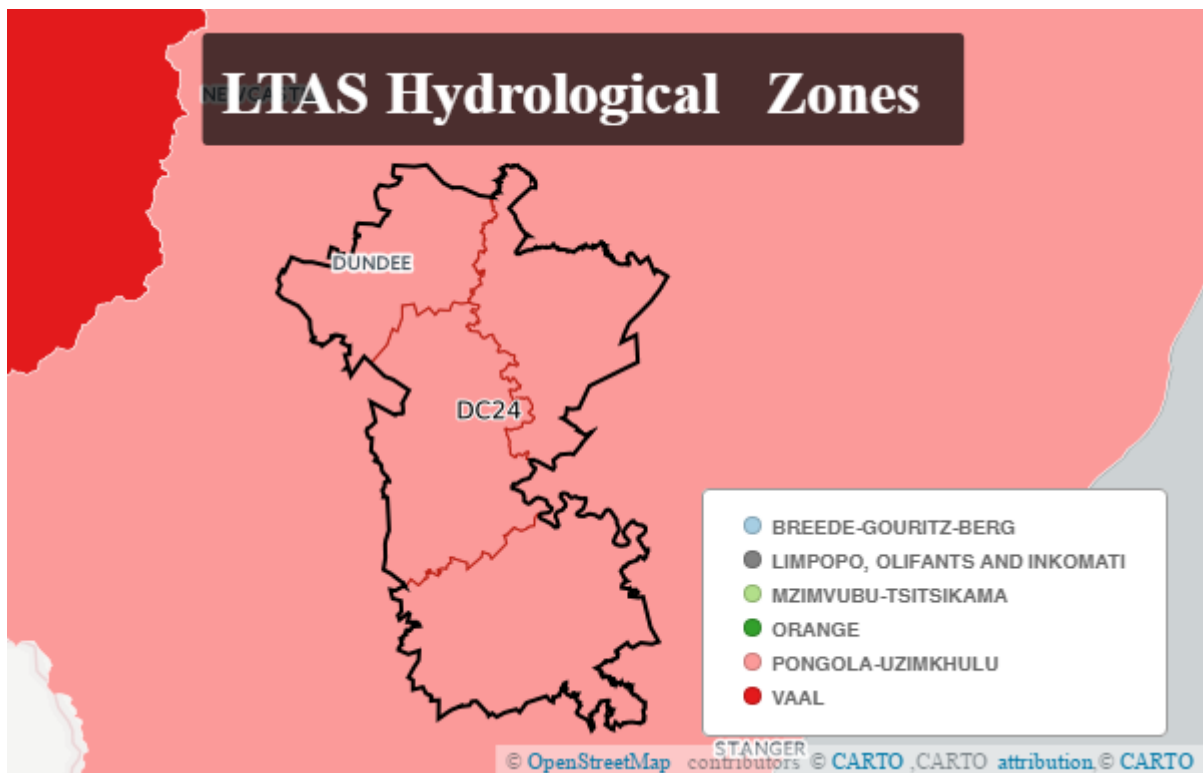 LTAS Hydrological Zones
NEWCASTLE
DUNDEE
DC24
BREEDE-GOURITZ-BERG
LIMPOPO, OLIFANTS AND INKOMATI
MZIMVUBU-TSITSIKAMA
ORANGE
PONGOLA-UZIMKHULU
VAAL
STANGER
© OpenStreetMap contributors © CARTO ,CARTO attribution,© CARTO